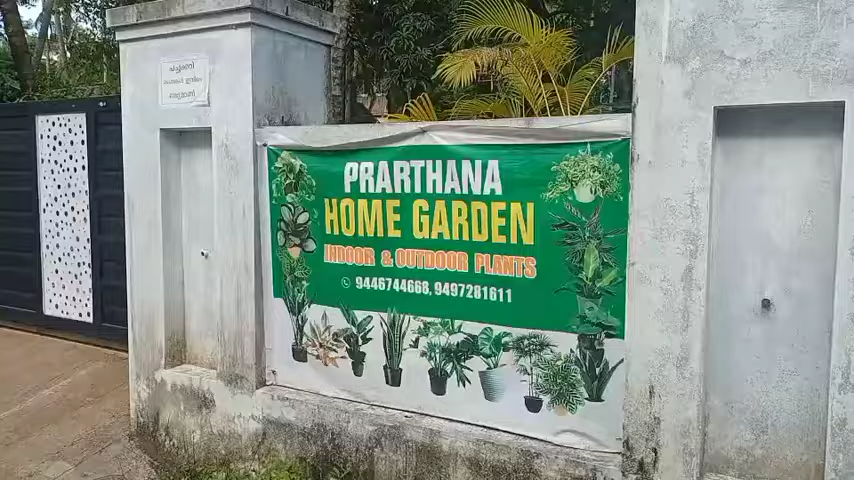 PRARTHANA
HOME GARDEN
INDOOR & OUTDOOR PLANTS
9446744668, 9497281611